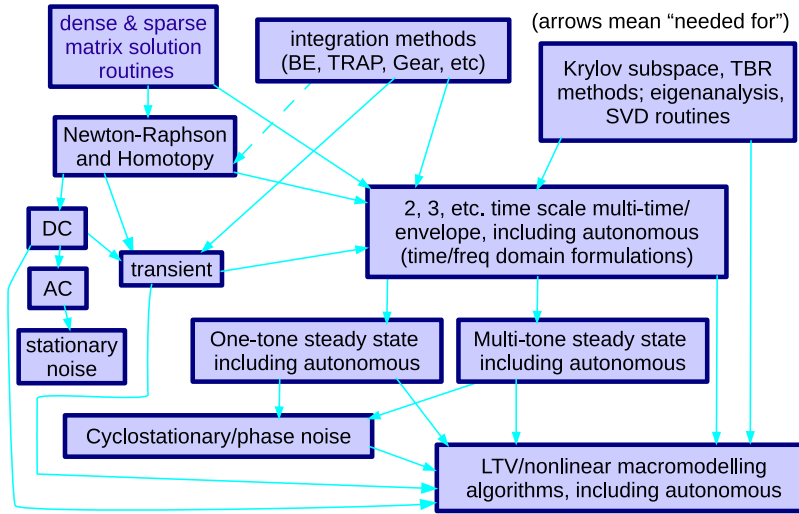 dense & sparse
matrix solution
routines
integration methods
(BE, TRAP, Gear, etc)
(arrows mean “needed for”)
Krylov subspace, TBR
methods; eigenanalysis,
SVD routines
Newton-Raphson
and Homotopy
2, 3, etc. time scale multi-time/
envelope, including autonomous
(time/freq domain formulations)
DC
transient
AC
stationary
noise
One-tone steady state
including autonomous
Multi-tone steady state
including autonomous
Cyclostationary/phase noise
LTV/nonlinear macromodelling
algorithms, including autonomous